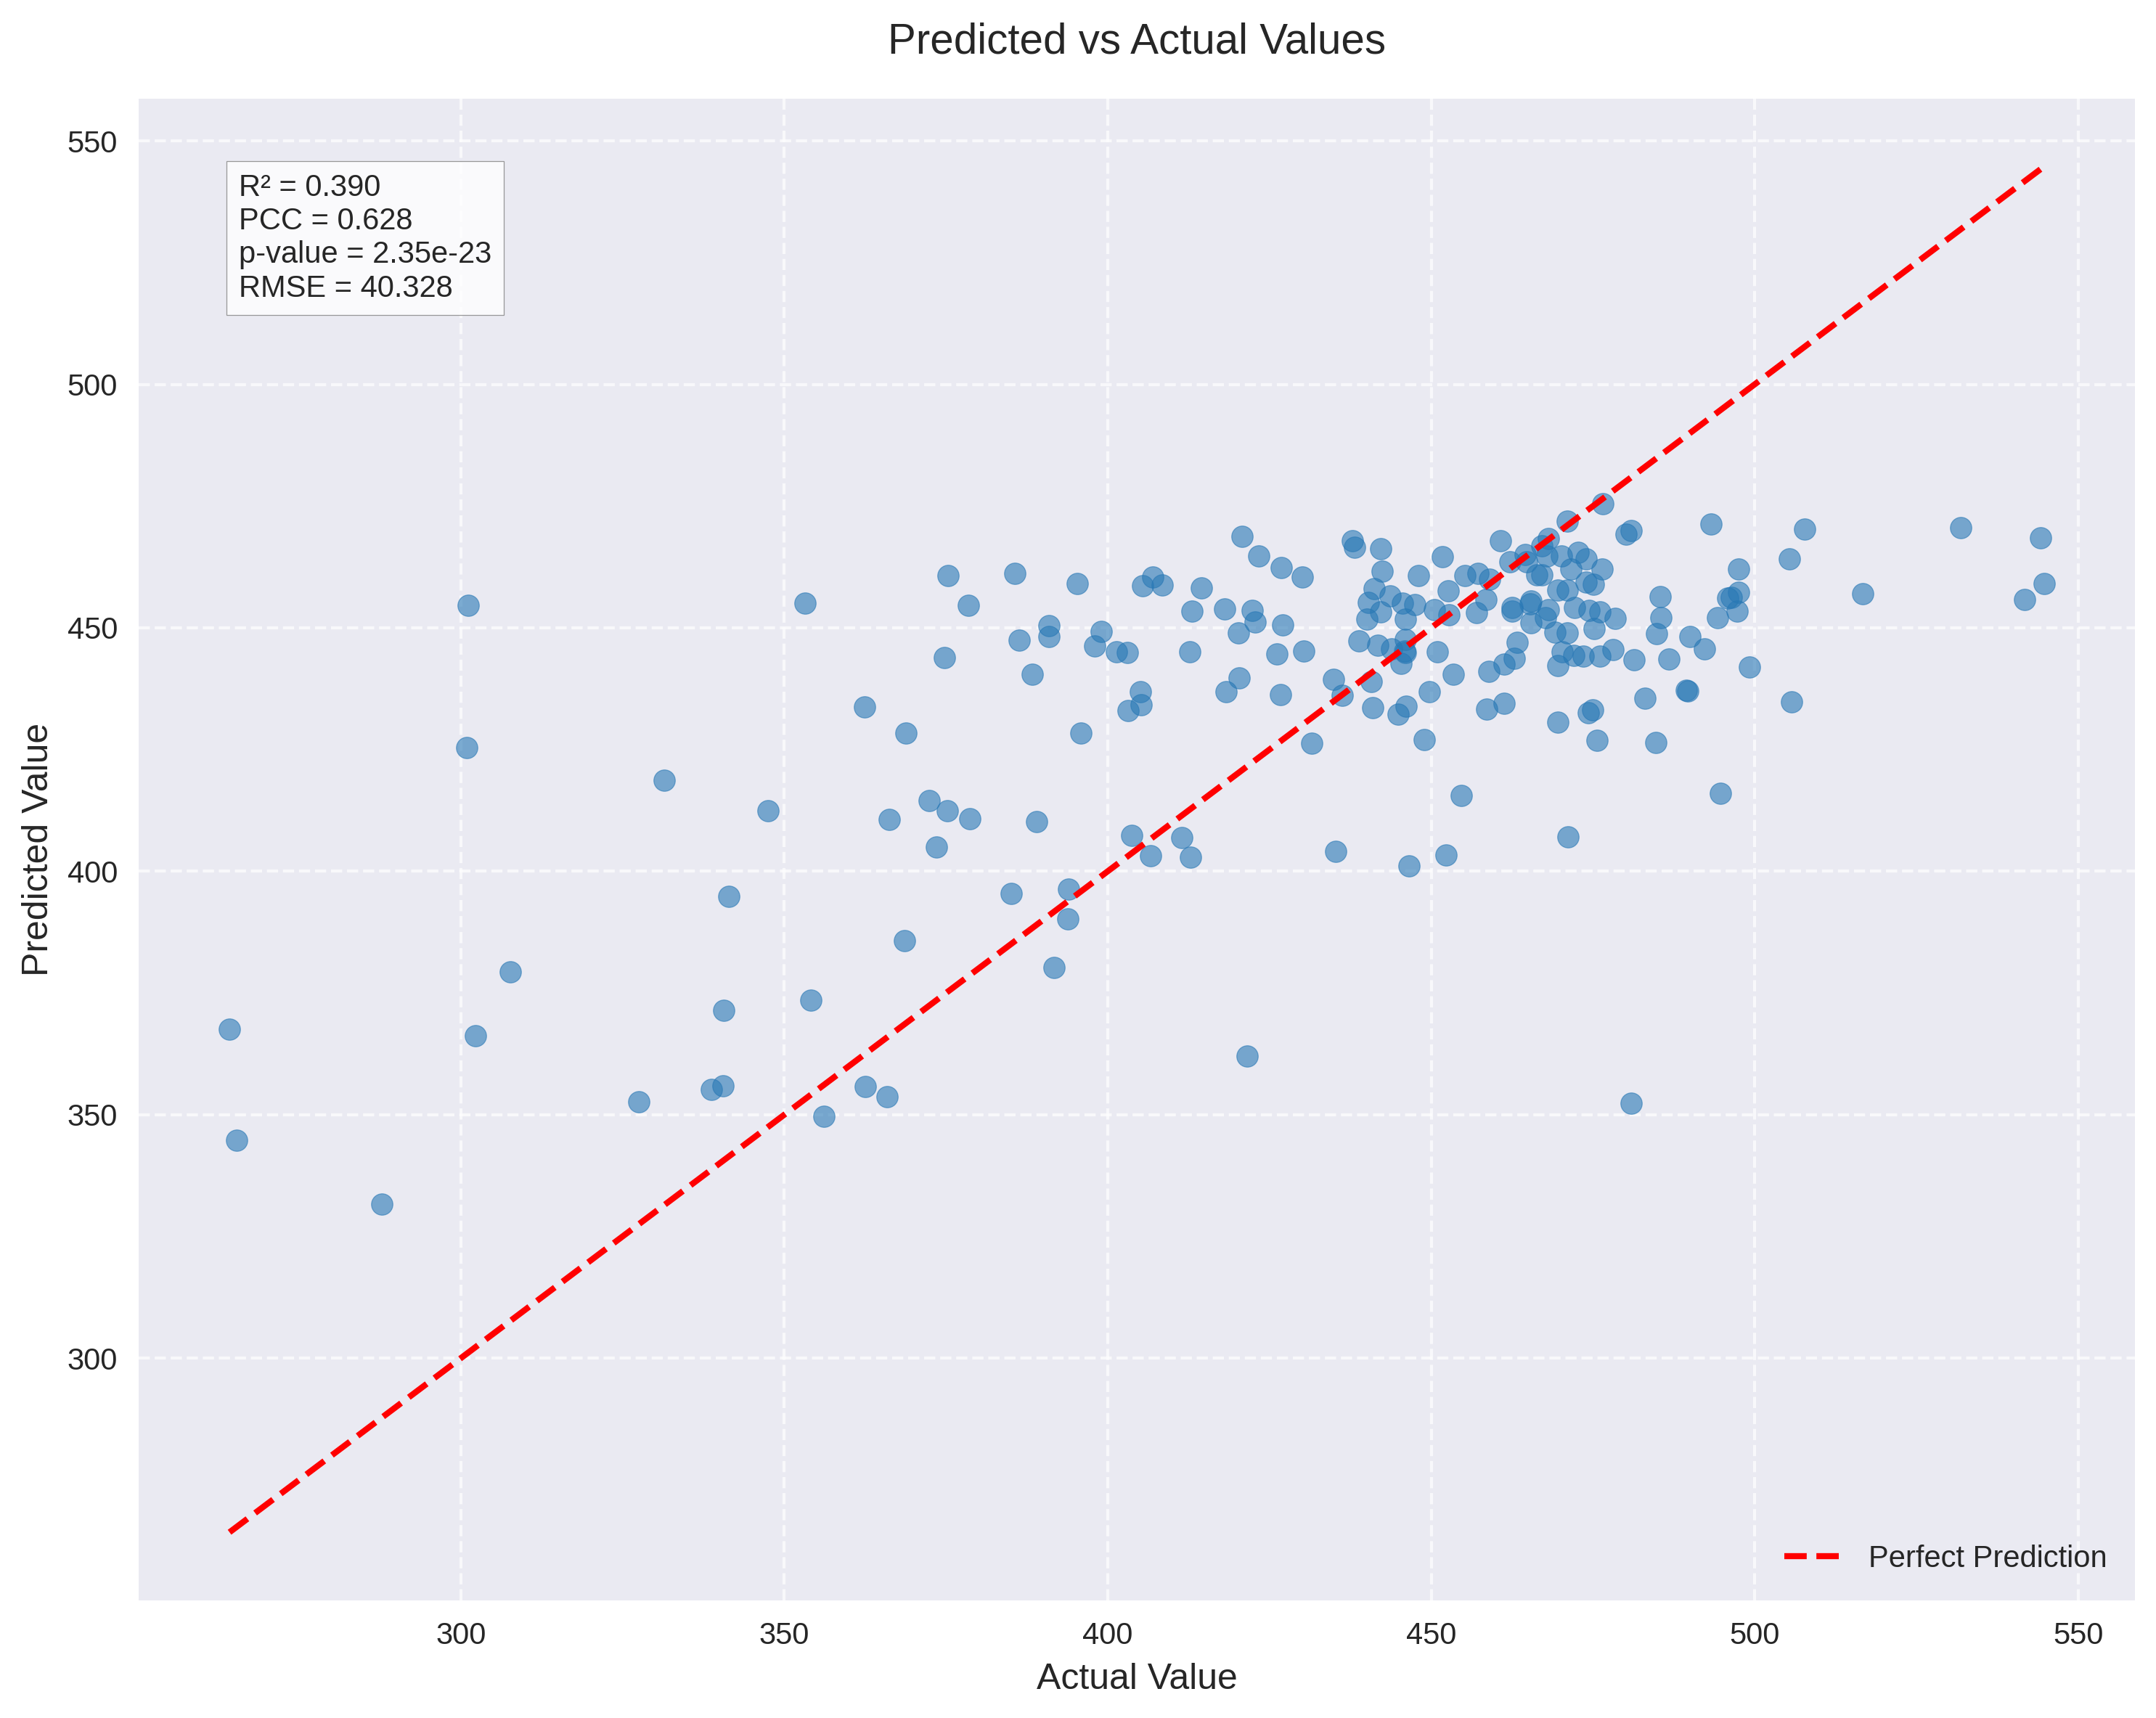 Predicted vs Actual Values
R² = 0.390
PCC = 0.628
p-value = 2.35e-23
RMSE = 40.328
550
500
450
400
350
300
Predicted Value
Perfect Prediction
300
350
400
450
500
550
Actual Value